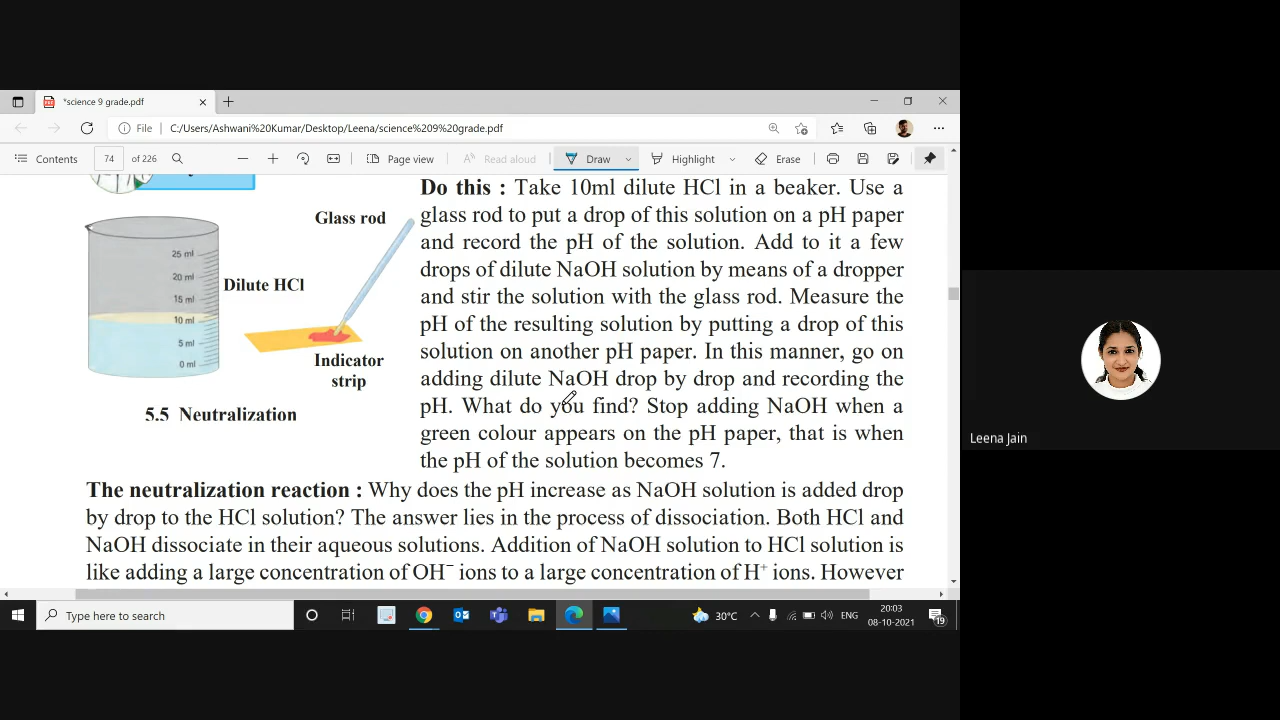 *science 9 grade.pdf
File C:/Users/Ashwani%20Kumar/Desktop/Leena/science%209%20grade.pdf
Contents 74 of 226 Page view Read aloud Draw Highlight Erase
Do this : Take 10ml dilute HCl in a beaker. Use a
glass rod to put a drop of this solution on a pH paper
and record the pH of the solution. Add to it a few
drops of dilute NaOH solution by means of a dropper
and stir the solution with the glass rod. Measure the
pH of the resulting solution by putting a drop of this
solution on another pH paper. In this manner, go on
adding dilute NaOH drop by drop and recording the
pH. What do you find? Stop adding NaOH when a
green colour appears on the pH paper, that is when
the pH of the solution becomes 7.
Glass rod
25 ml
20 ml
15 ml
10 ml
5 ml
0 ml
Dilute HCl
Indicator
strip
5.5 Neutralization
The neutralization reaction : Why does the pH increase as NaOH solution is added drop
by drop to the HCl solution? The answer lies in the process of dissociation. Both HCl and
NaOH dissociate in their aqueous solutions. Addition of NaOH solution to HCl solution is
like adding a large concentration of OH⁻ ions to a large concentration of H⁺ ions. However
Type here to search
30°C ENG
20:03
08-10-2021
19
Leena Jain